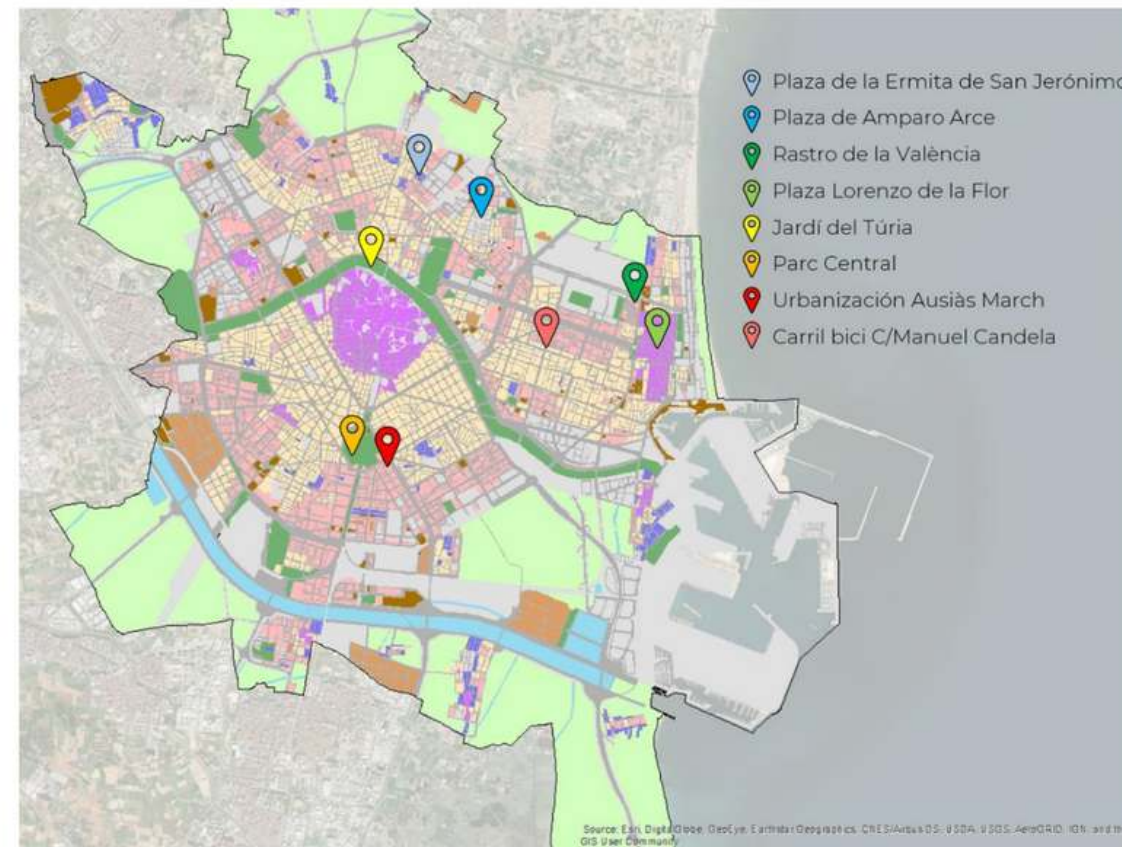 Plaza de la Ermita de San Jerónimo
Plaza de Amparo Arce
Rastro de la València
Plaza Lorenzo de la Flor
Jardí del Túria
Parc Central
Urbanización Ausiàs March
Carril bici C/Manuel Candela
Source: Esri, DigitalGlobe, GeoEye, Earthstar Geographics, CNES/Airbus DS, USDA, USGS, AeroGRID, IGN, and th
GIS User Community